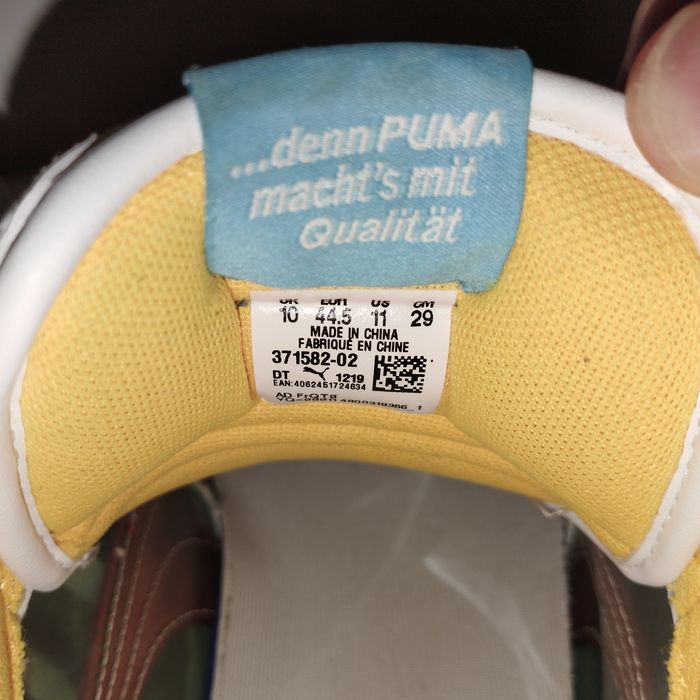 ...denn PUMA
macht's mit
Qualität
UK EUR US CM
10 44.5 11 29
MADE IN CHINA
FABRIQUÉ EN CHINE
371582-02
DT 1219
EAN:4062451724634